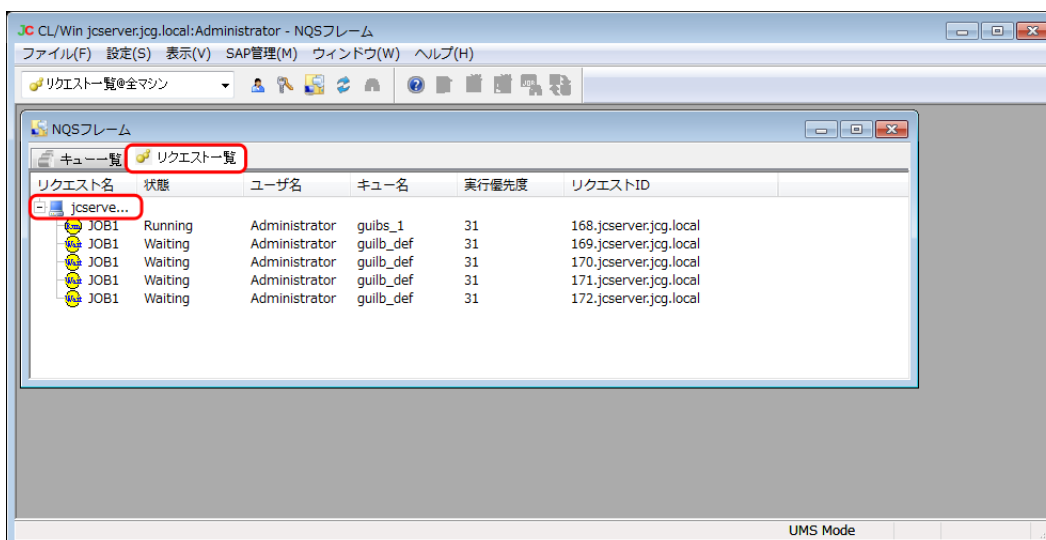 JC CL/Win jcserver.jcg.local:Administrator - NQSフレーム
ファイル(F) 設定(S) 表示(V) SAP管理(M) ウィンドウ(W) ヘルプ(H)
リクエスト一覧@全マシン
NQSフレーム
キュー一覧 リクエスト一覧
リクエスト名 状態 ユーザ名 キュー名 実行優先度 リクエストID
jcserve...
JOB1 Running Administrator guibs_1 31 168.jcserver.jcg.local
JOB1 Waiting Administrator guilb_def 31 169.jcserver.jcg.local
JOB1 Waiting Administrator guilb_def 31 170.jcserver.jcg.local
JOB1 Waiting Administrator guilb_def 31 171.jcserver.jcg.local
JOB1 Waiting Administrator guilb_def 31 172.jcserver.jcg.local
UMS Mode